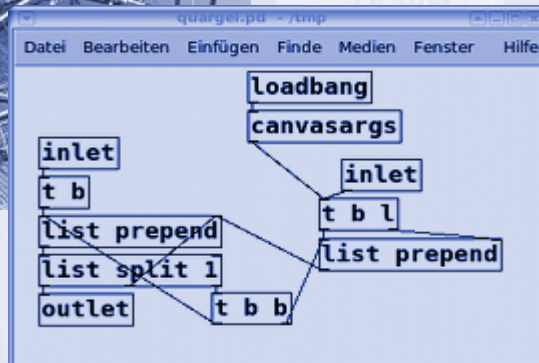 quargel.pd - /tmp
Datei Bearbeiten Einfügen Finde Medien Fenster Hilfe
loadbang
canvasargs
inlet
inlet
t b
t b l
list prepend
list prepend
list split 1
outlet
t b b